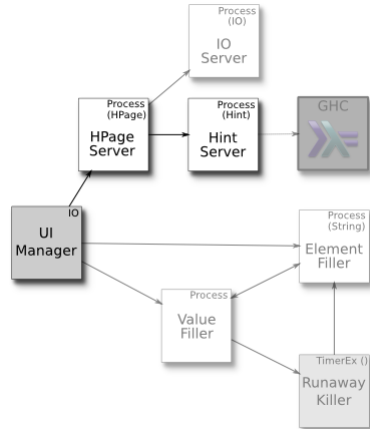 Process
(IO)
IO
Server
Process
(HPage)
HPage
Server
Process
(Hint)
Hint
Server
GHC
IO
UI
Manager
Process
(String)
Element
Filler
Process
Value
Filler
TimerEx ()
Runaway
Killer